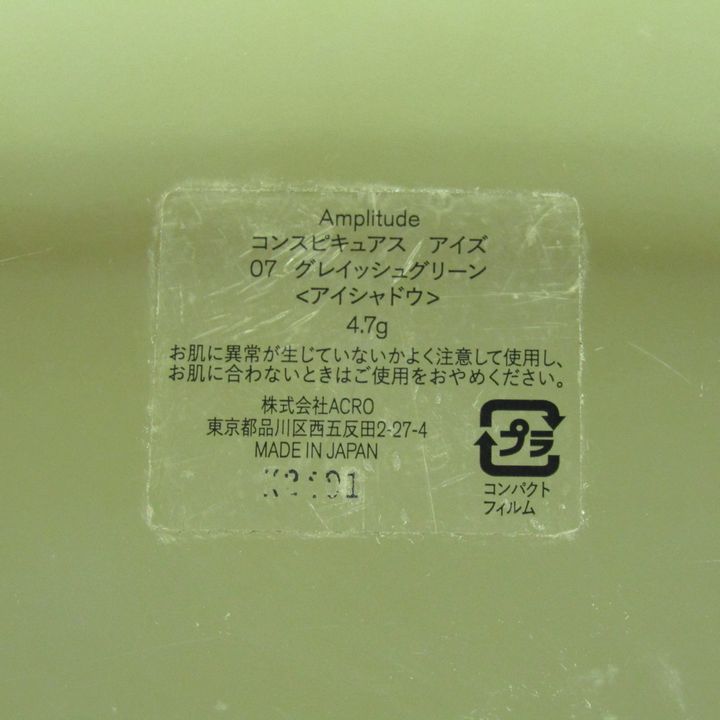 Amplitude
コンスピキュアス　アイズ
07　グレイッシュグリーン
<アイシャドウ>
4.7g
お肌に異常が生じていないかよく注意して使用し、
お肌に合わないときはご使用をおやめください。
株式会社ACRO
東京都品川区西五反田2-27-4
MADE IN JAPAN
プラ
コンパクト
フィルム